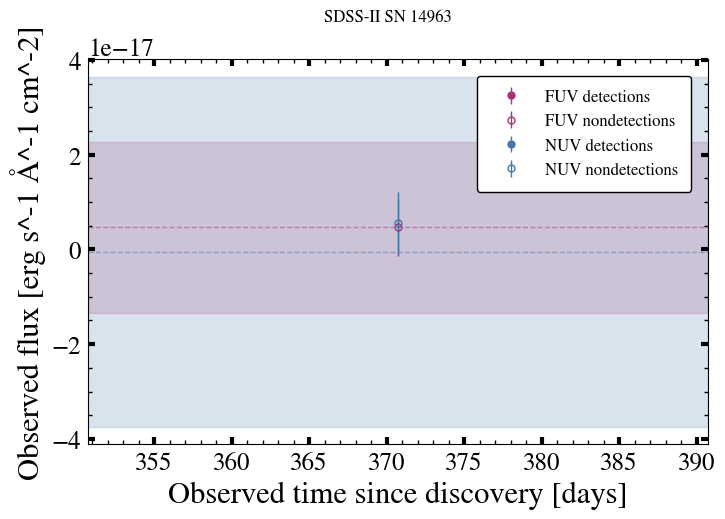 SDSS-II SN 14963
1e−17
4
2
0
−2
−4
Observed flux [erg s^-1 Å^-1 cm^-2]
FUV detections
FUV nondetections
NUV detections
NUV nondetections
355 360 365 370 375 380 385 390
Observed time since discovery [days]